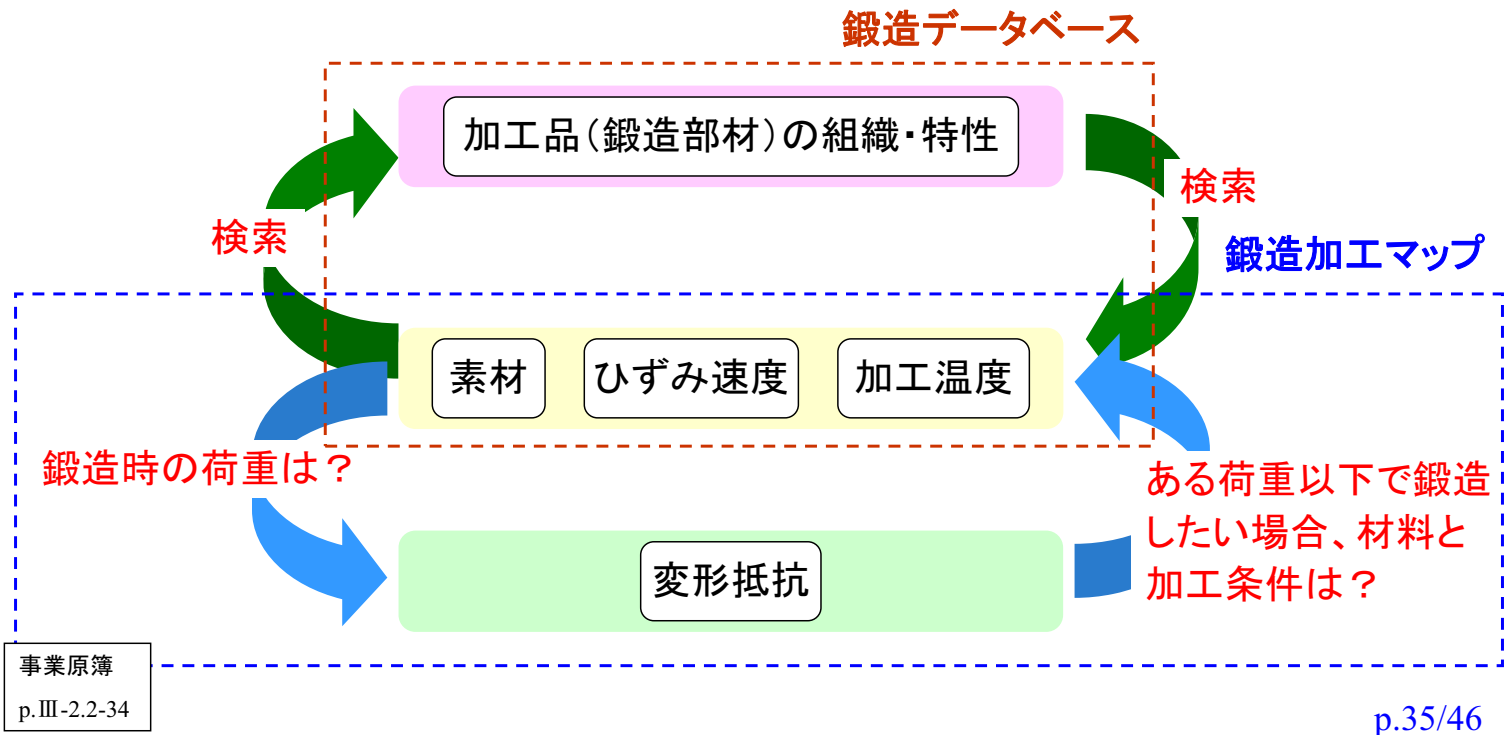 鍛造データベース
加工品（鍛造部材）の組織・特性
検索
検索
鍛造加工マップ
素材
ひずみ速度
加工温度
鍛造時の荷重は？
ある荷重以下で鍛造
したい場合、材料と
加工条件は？
変形抵抗
事業原簿
p.Ⅲ-2.2-34
p.35/46